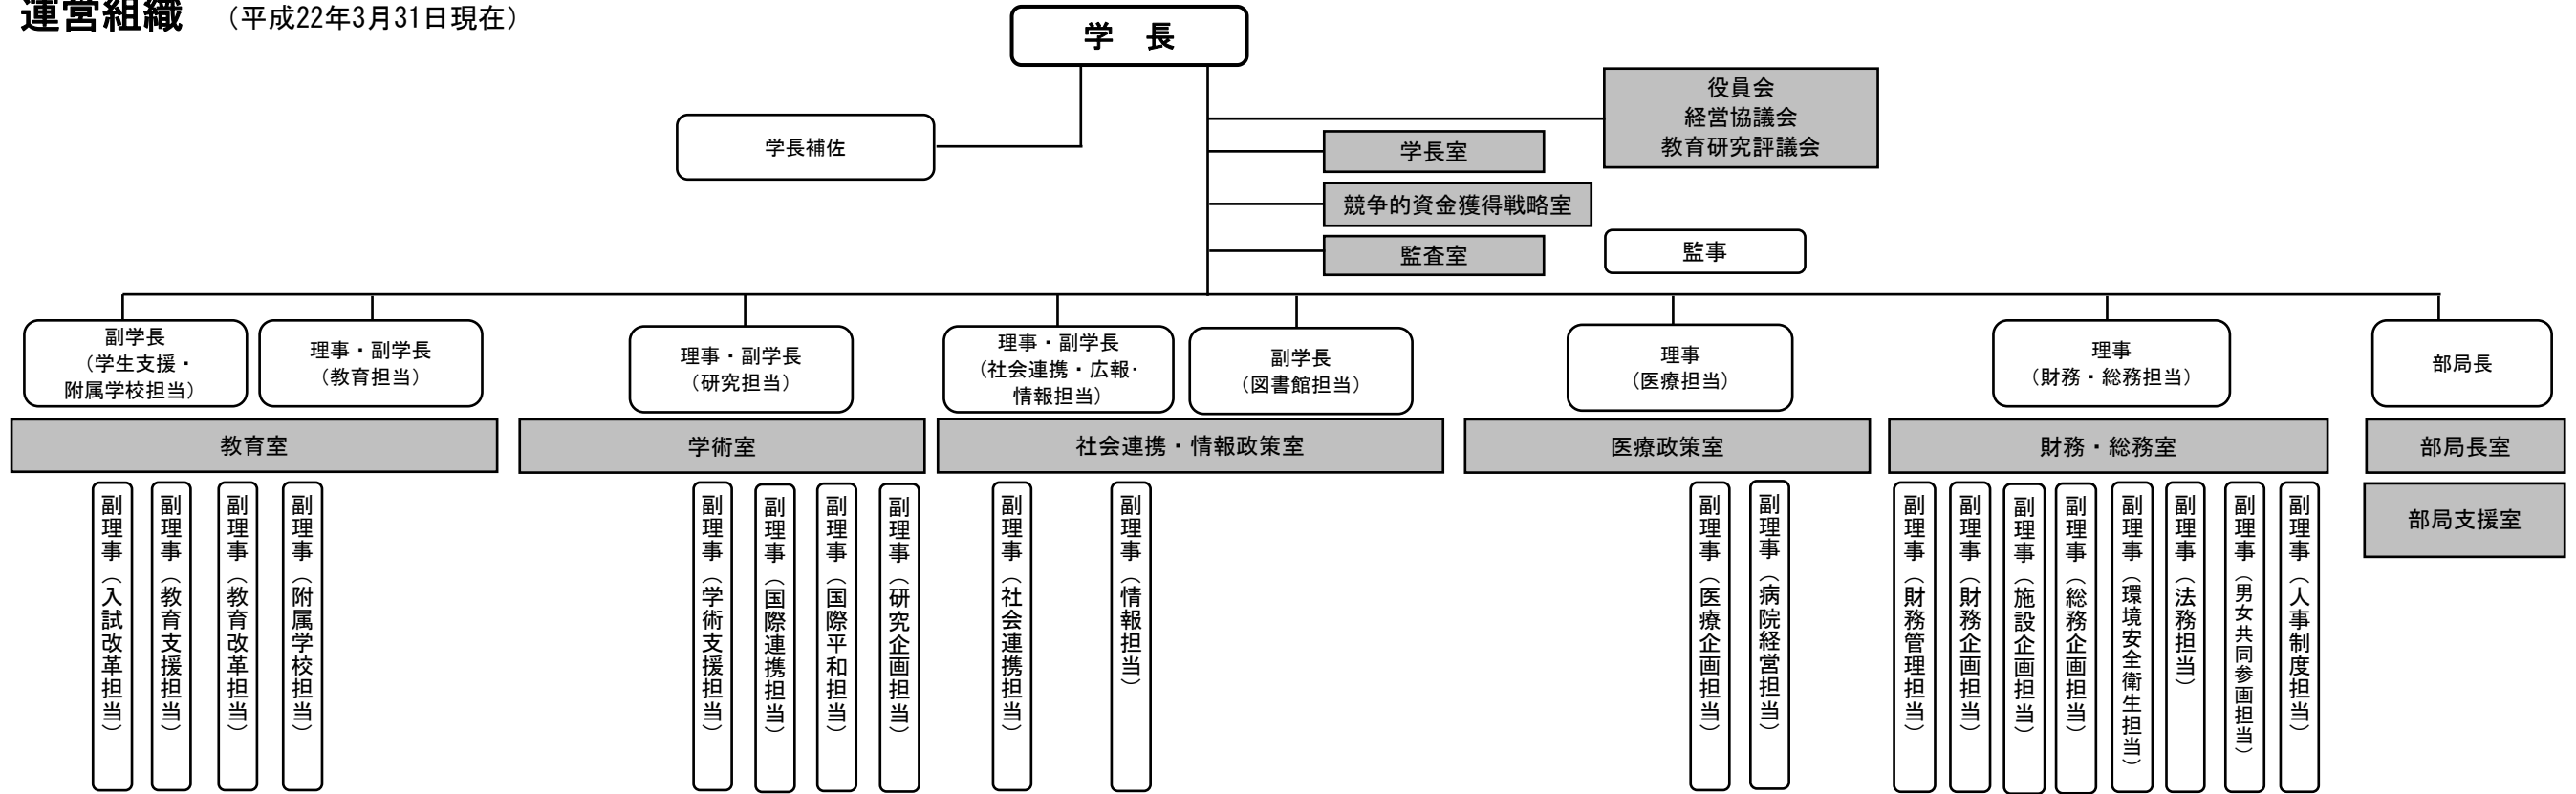 運営組織 （平成22年3月31日現在）
学 長
役員会
経営協議会
教育研究評議会
学長補佐
学長室
競争的資金獲得戦略室
監査室
監事
副学長
（学生支援・
附属学校担当）
理事・副学長
（教育担当）
理事・副学長
（研究担当）
理事・副学長
（社会連携・広報・
情報担当）
副学長
（図書館担当）
理事
（医療担当）
理事
（財務・総務担当）
部局長
教育室
学術室
社会連携・情報政策室
医療政策室
財務・総務室
部局長室
部局支援室
副理事（入試改革担当）
副理事（教育支援担当）
副理事（教育改革担当）
副理事（附属学校担当）
副理事（学術支援担当）
副理事（国際連携担当）
副理事（国際平和担当）
副理事（研究企画担当）
副理事（社会連携担当）
副理事（情報担当）
副理事（医療企画担当）
副理事（病院経営担当）
副理事（財務管理担当）
副理事（財務企画担当）
副理事（施設企画担当）
副理事（総務企画担当）
副理事（環境安全衛生担当）
副理事（法務担当）
副理事（男女共同参画担当）
副理事（人事制度担当）